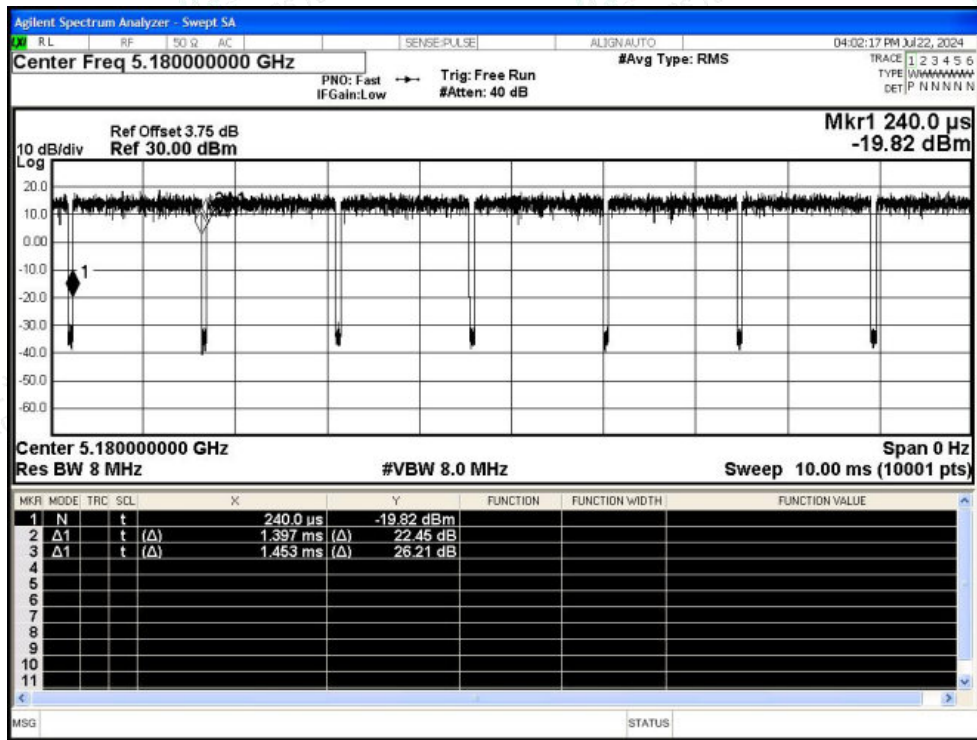 Agilent Spectrum Analyzer - Swept SA
LXI RL RF 50 Ω AC SENSE:PULSE ALIGNAUTO 04:02:17 PM Jul 22, 2024
Center Freq 5.180000000 GHz #Avg Type: RMS TRACE 1 2 3 4 5 6
PNO: Fast Trig: Free Run TYPE WWWWWW
IFGain:Low #Atten: 40 dB DET P N N N N N
Mkr1 240.0 µs
Ref Offset 3.75 dB
10 dB/div Ref 30.00 dBm -19.82 dBm
Log
20.0
10.0
0.00
-10.0
1
-20.0
-30.0
-40.0
-50.0
-60.0
Center 5.180000000 GHz Span 0 Hz
Res BW 8 MHz #VBW 8.0 MHz Sweep 10.00 ms (10001 pts)
MKR MODE TRC SCL X Y FUNCTION FUNCTION WIDTH FUNCTION VALUE
1 N t 240.0 µs -19.82 dBm
2 Δ1 t (Δ) 1.397 ms (Δ) 22.45 dB
3 Δ1 t (Δ) 1.453 ms (Δ) 26.21 dB
4
5
6
7
8
9
10
11
MSG STATUS